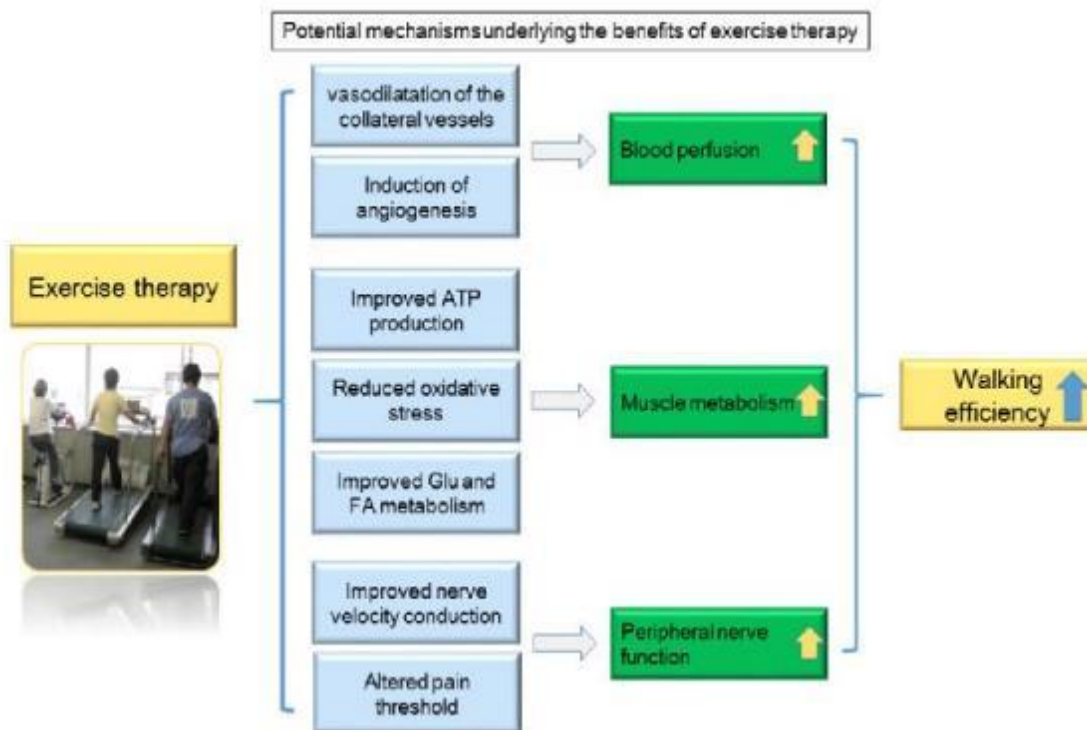 Potential mechanisms underlying the benefits of exercise therapy
vasodilatation of the
collateral vessels
Induction of
angiogenesis
Blood perfusion
Exercise therapy
Improved ATP
production
Reduced oxidative
stress
Improved Glu and
FA metabolism
Muscle metabolism
Walking
efficiency
Improved nerve
velocity conduction
Altered pain
threshold
Peripheral nerve
function